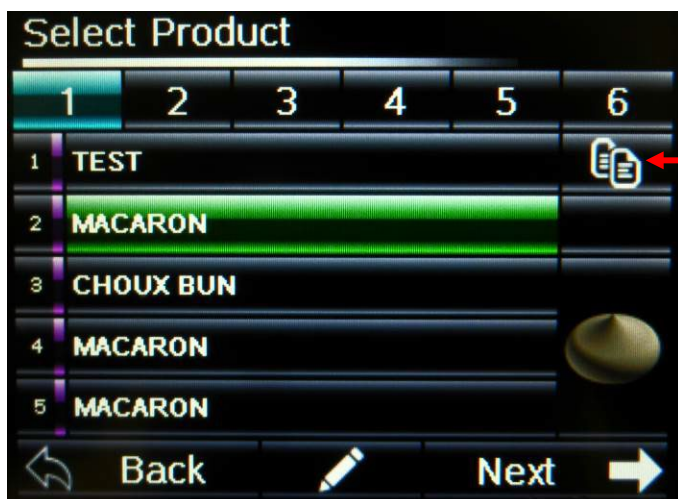 Select Product
1 2 3 4 5 6
1 TEST
2 MACARON
3 CHOUX BUN
4 MACARON
5 MACARON
Back Next